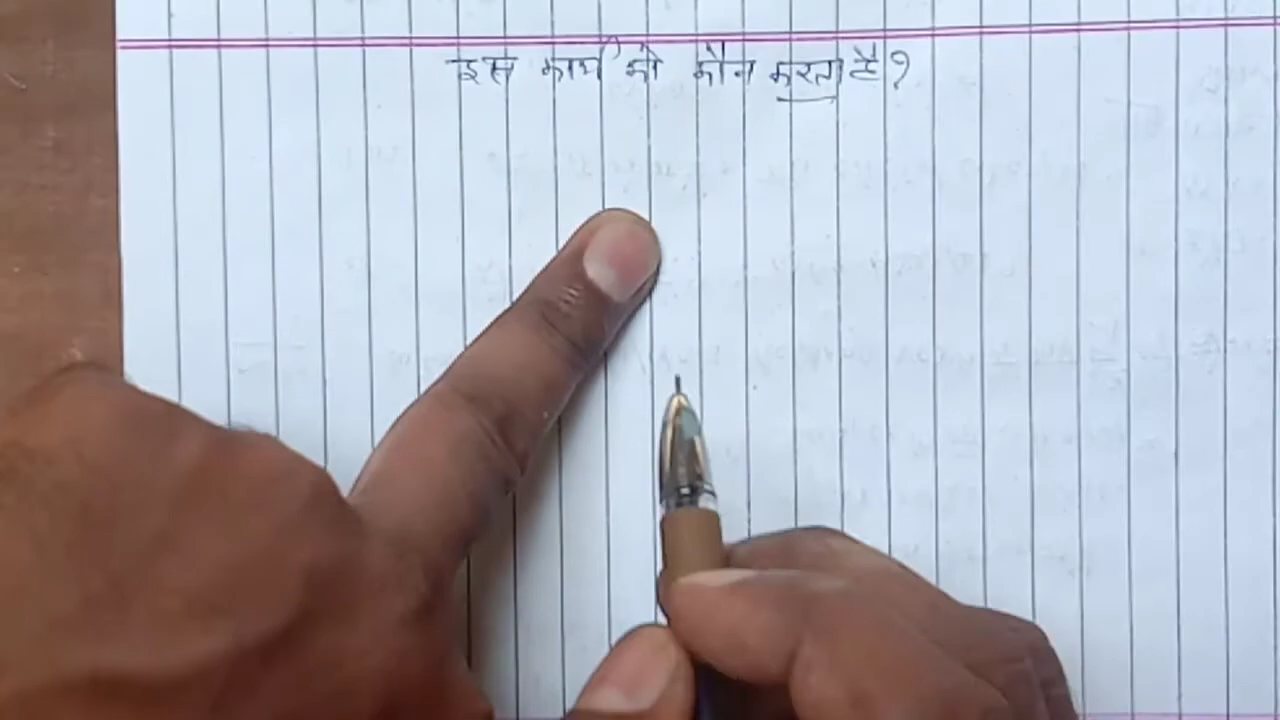 इस कार्य को कौन करता है?